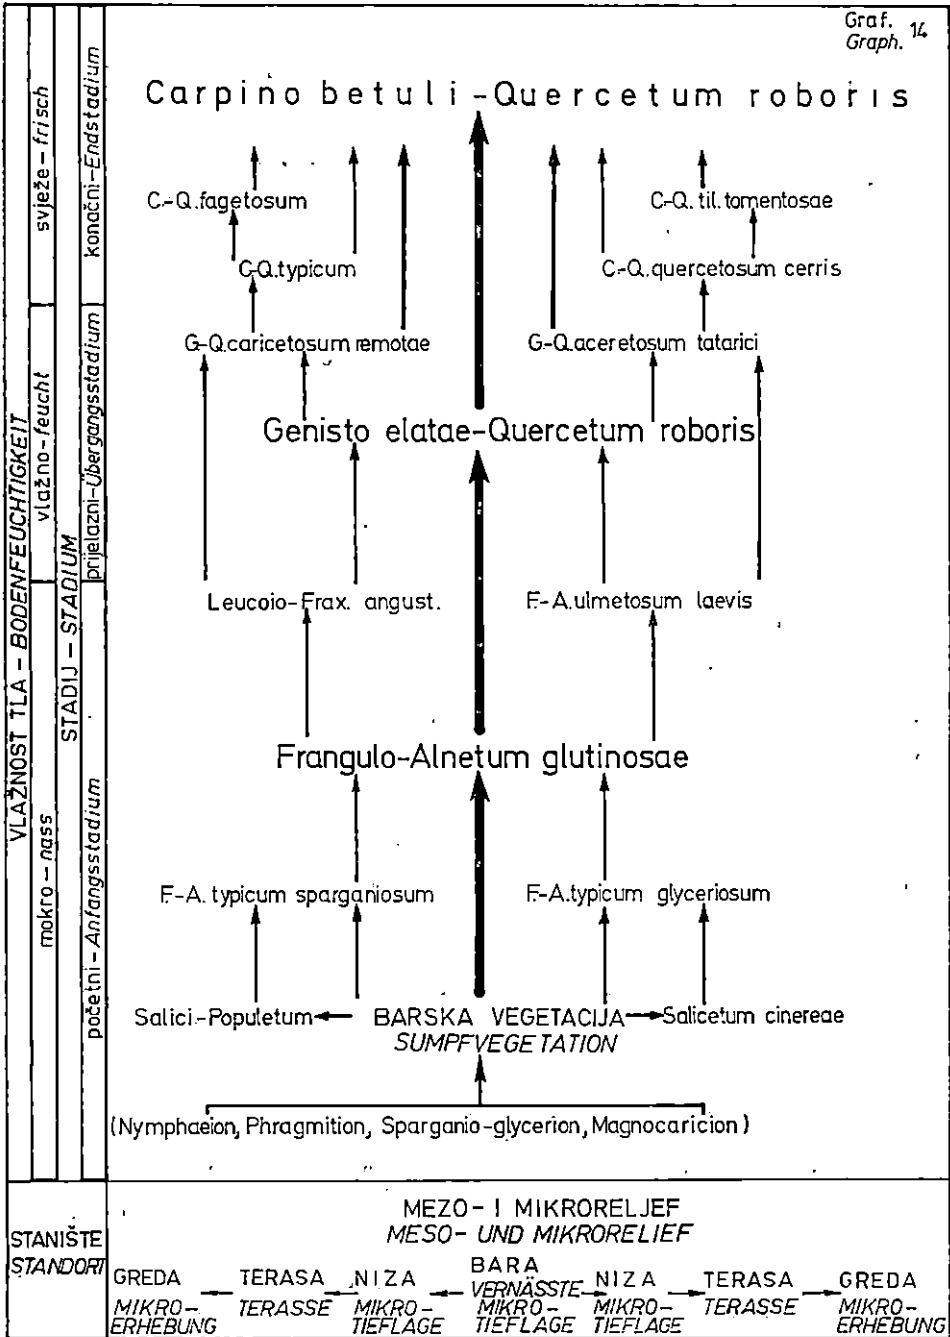 Graf. 14
Graph.
Carpino betuli-Quercetum roboris
C.-Q. fagetosum
C.-Q. til. tomentosae
C.-Q. typicum
C.-Q. quercetosum cerris
G.-Q. caricetosum remotae
G.-Q. aceretosum tatarici
Genisto elatae-Quercetum roboris
Leucoio-Frax. angust.
F.-A. ulmetosum laevis
Frangulo-Alnetum glutinosae
F.-A. typicum sparganiosum
F.-A. typicum glyceriosum
Salici-Populetum
BARSKA VEGETACIJA
Salicetum cinereae
SUMPFVEGETATION
(Nymphaeion, Phragmition, Sparganio-glycerion, Magnocaricion)
VLAŽNOST TLA - BODENFEUCHTIGKEIT
mokro - nass
vlažno - feucht
svježe - frisch
STADIJ - STADIUM
početni - Anfangsstadium
prijelazni - Übergangsstadium
konačni - Endstadium
STANIŠTE
STANDORT
MEZO- I MIKRORELJEF
MESO- UND MIKRORELIEF
GREDA
MIKRO-
ERHEBUNG
TERASA
TERASSE
NIZA
MIKRO-
TIEFLAGE
BARA
VERNÄSSTE
MIKRO-
TIEFLAGE
NIZA
MIKRO-
TIEFLAGE
TERASA
TERASSE
GREDA
MIKRO-
ERHEBUNG